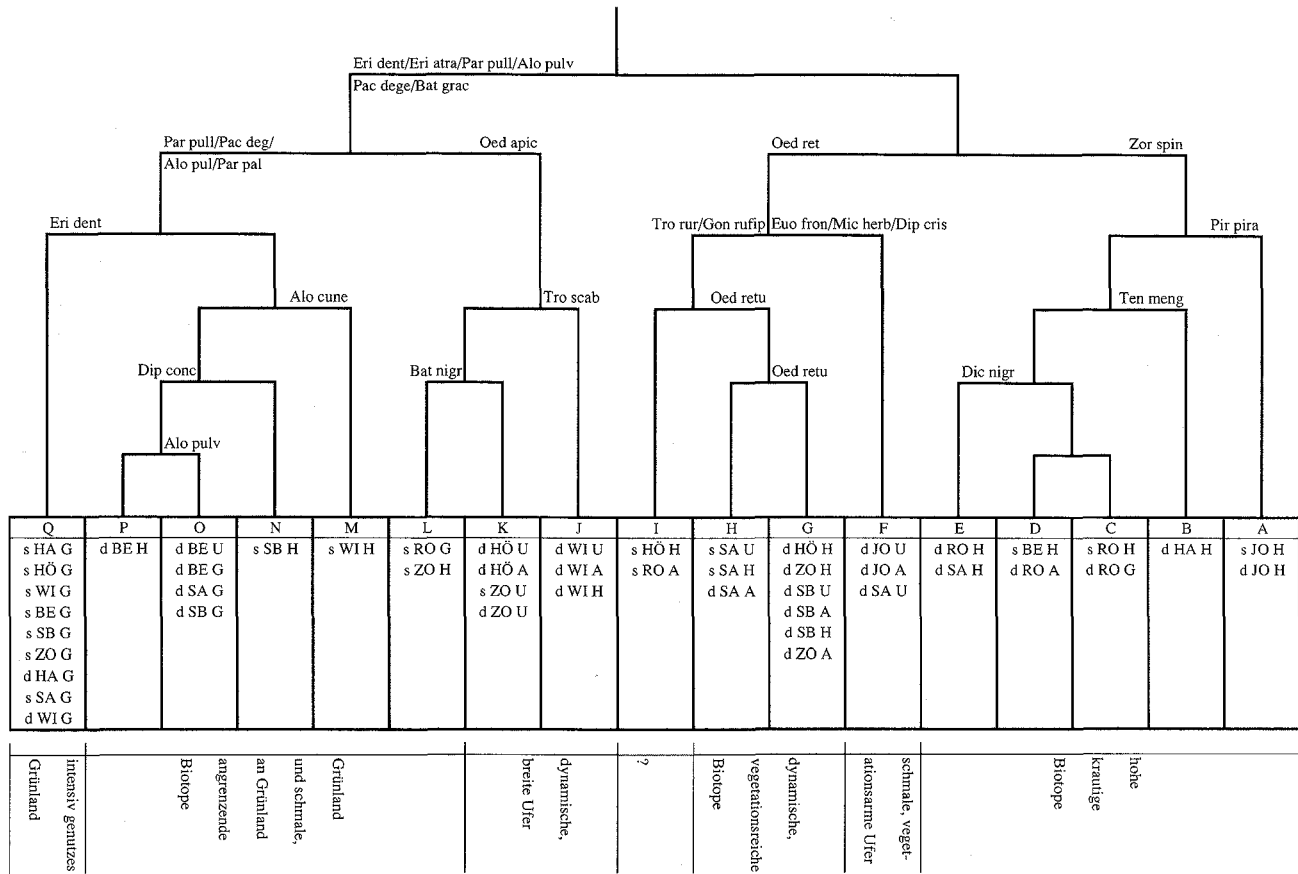 Eri dent/Eri atra/Par pull/Alo pulv
Pac dege/Bat grac
Par pull/Pac deg/
Alo pul/Par pal
Oed apic
Oed ret
Zor spin
Eri dent
Tro rur/Gon rufip
Euo fron/Mic herb/Dip cris
Pir pira
Alo cune
Tro scab
Oed retu
Ten meng
Dip conc
Bat nigr
Oed retu
Dic nigr
Alo pulv
Q P O N M L K J I H G F E D C B A
s HA G d BE H d BE U s SB H s WI H s RO G d HÖ U d WI U s HÖ H s SA U d HÖ H d JO U d RO H s BE H s RO H d HA H s JO H
s HÖ G d BE G s ZO H d HÖ A d WI A s RO A s SA H d ZO H d JO A d SA H d RO A d RO G d JO H
s WI G d SA G s ZO U d WI H d SA A d SB U d SA U
s BE G d SB G d ZO U d SB A
s SB G d SB H
s ZO G d ZO A
d HA G
s SA G
d WI G
intensiv genutzes
Grünland
Grünland
und schmale,
an Grünland
angrenzende
Biotope
dynamische,
breite Ufer
?
dynamische,
vegetationsreiche
Biotope
schmale, veget-
ationsarme Ufer
hohe
krautige
Biotope